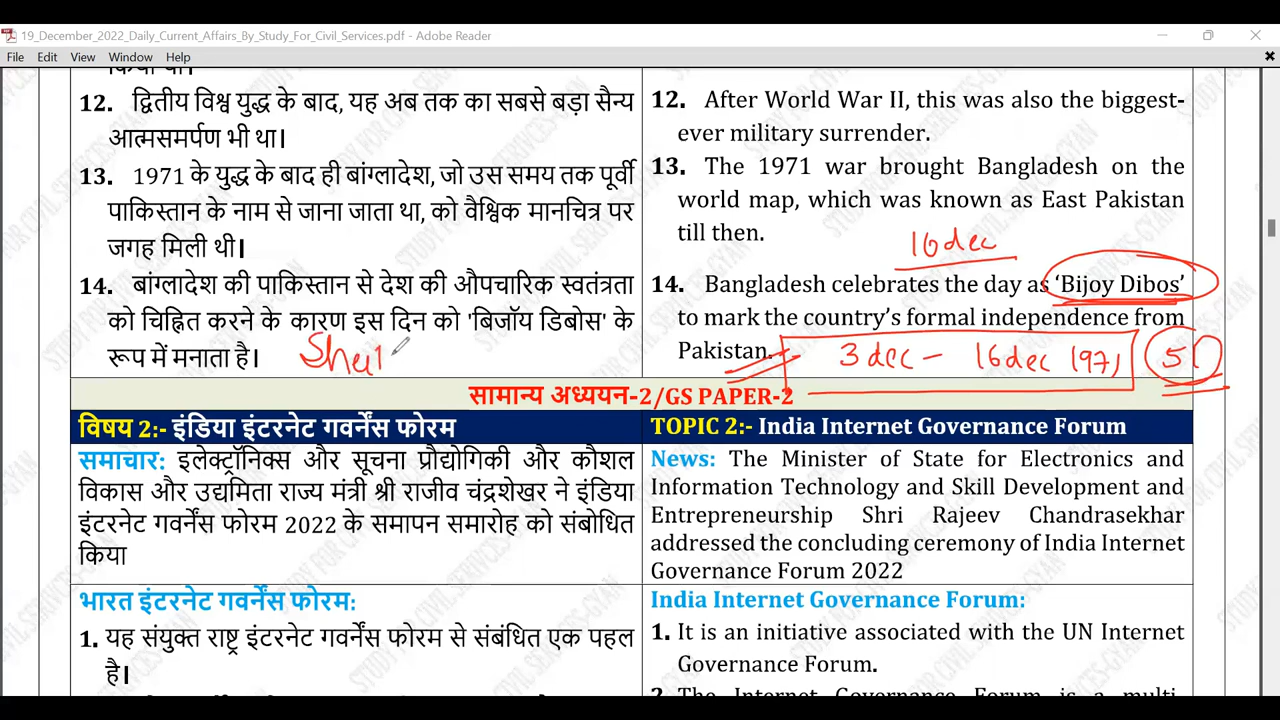 19_December_2022_Daily_Current_Affairs_By_Study_For_Civil_Services.pdf - Adobe Reader
File Edit View Window Help
12. द्वितीय विश्व युद्ध के बाद, यह अब तक का सबसे बड़ा सैन्य
आत्मसमर्पण भी था।
13. 1971 के युद्ध के बाद ही बांग्लादेश, जो उस समय तक पूर्वी
पाकिस्तान के नाम से जाना जाता था, को वैश्विक मानचित्र पर
जगह मिली थी।
14. बांग्लादेश की पाकिस्तान से देश की औपचारिक स्वतंत्रता
को चिह्नित करने के कारण इस दिन को 'बिजॉय डिबोस' के
रूप में मनाता है।
12. After World War II, this was also the biggest-
ever military surrender.
13. The 1971 war brought Bangladesh on the
world map, which was known as East Pakistan
till then.
16 dec
14. Bangladesh celebrates the day as ‘Bijoy Dibos’
to mark the country’s formal independence from
Pakistan.
3 dec – 16 dec 1971
सामान्य अध्ययन-2/GS PAPER-2
विषय 2:- इंडिया इंटरनेट गवर्नेंस फोरम
समाचार: इलेक्ट्रॉनिक्स और सूचना प्रौद्योगिकी और कौशल
विकास और उद्यमिता राज्य मंत्री श्री राजीव चंद्रशेखर ने इंडिया
इंटरनेट गवर्नेंस फोरम 2022 के समापन समारोह को संबोधित
किया
TOPIC 2:- India Internet Governance Forum
News: The Minister of State for Electronics and
Information Technology and Skill Development and
Entrepreneurship Shri Rajeev Chandrasekhar
addressed the concluding ceremony of India Internet
Governance Forum 2022
भारत इंटरनेट गवर्नेंस फोरम:
1. यह संयुक्त राष्ट्र इंटरनेट गवर्नेंस फोरम से संबंधित एक पहल
है।
India Internet Governance Forum:
1. It is an initiative associated with the UN Internet
Governance Forum.
2. The Internet Governance Forum is a multi-